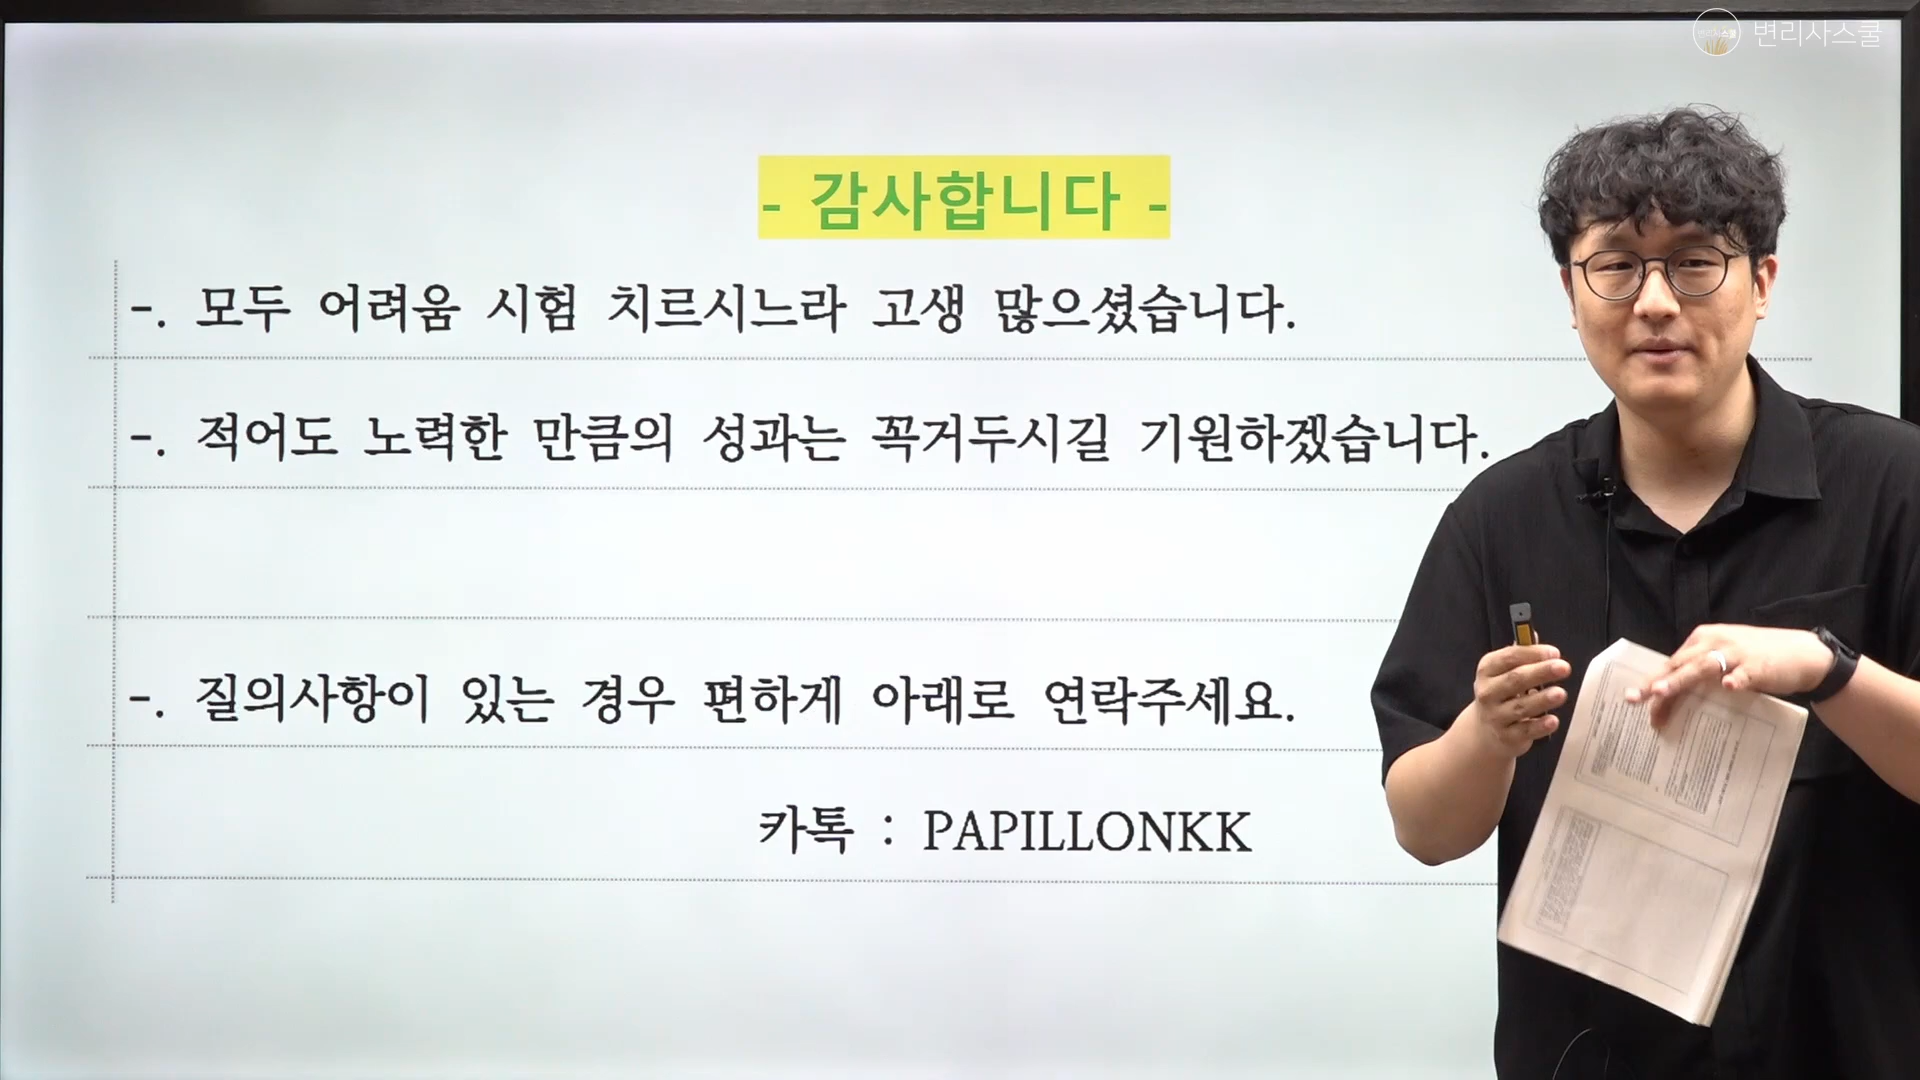 변리사스쿨
- 감사합니다 -
-. 모두 어려움 시험 치르시느라 고생 많으셨습니다.
-. 적어도 노력한 만큼의 성과는 꼭거두시길 기원하겠습니다.
-. 질의사항이 있는 경우 편하게 아래로 연락주세요.
카톡 : PAPILLONKK